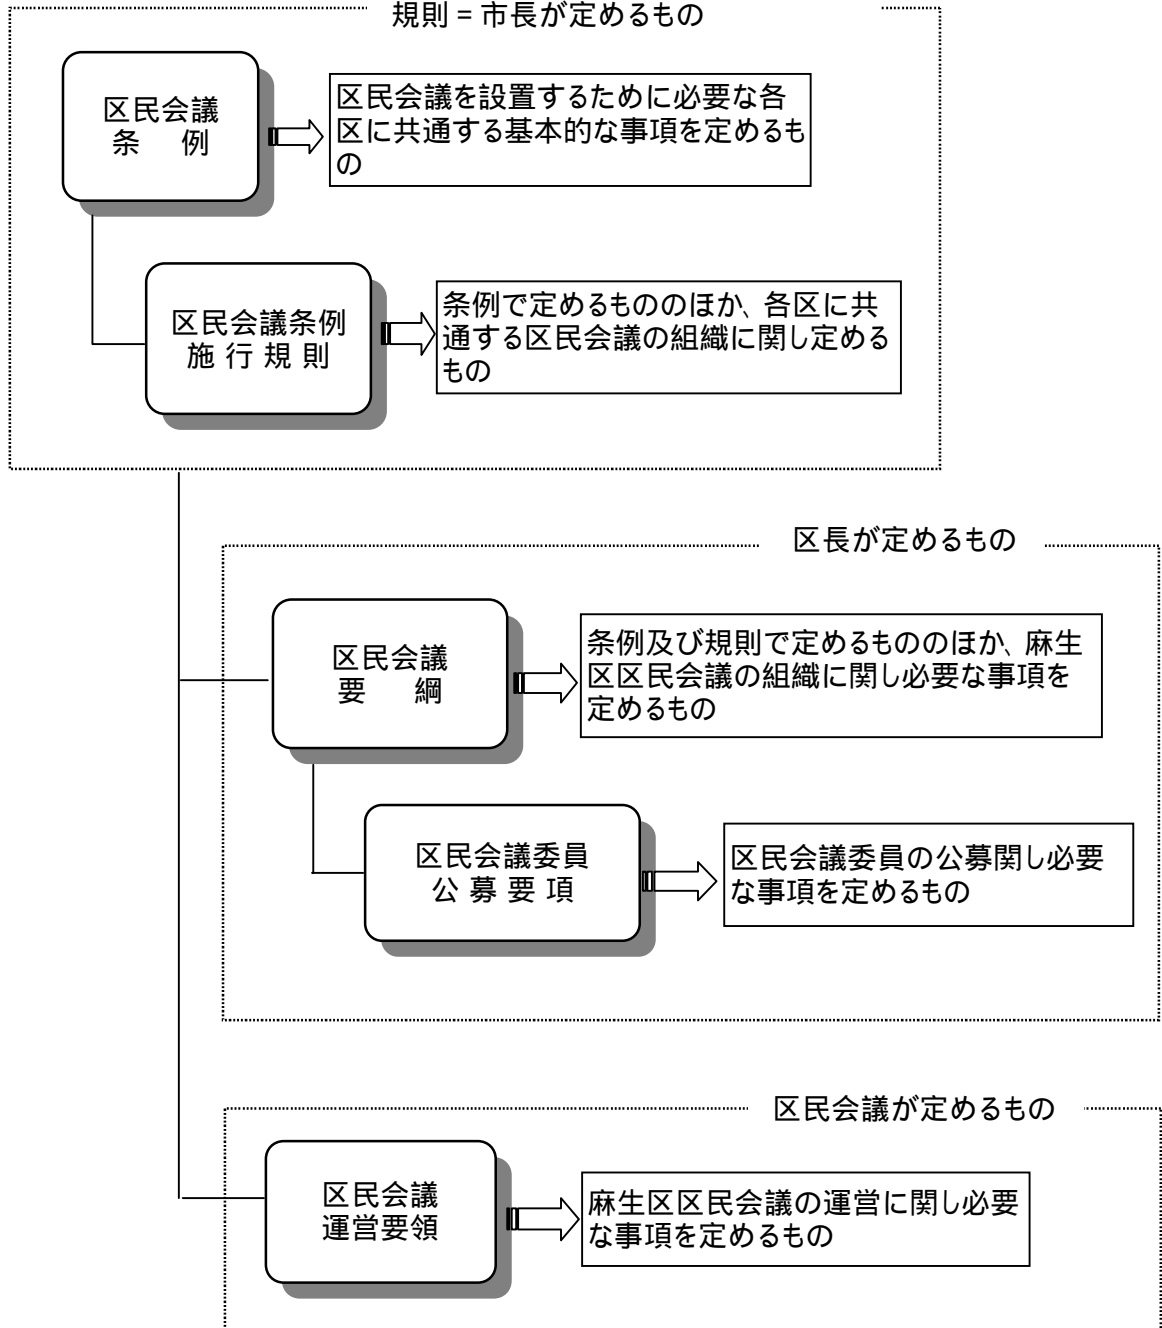 規則 = 市長が定めるもの
区民会議
条　例
区民会議を設置するために必要な各
区に共通する基本的な事項を定めるも
の
区民会議条例
施 行 規 則
条例で定めるもののほか、各区に共
通する区民会議の組織に関し定める
もの
区長が定めるもの
区民会議
要　綱
条例及び規則で定めるもののほか、麻生
区区民会議の組織に関し必要な事項を
定めるもの
区民会議委員
公 募 要 項
区民会議委員の公募関し必要
な事項を定めるもの
区民会議が定めるもの
区民会議
運営要領
麻生区区民会議の運営に関し必要
な事項を定めるもの